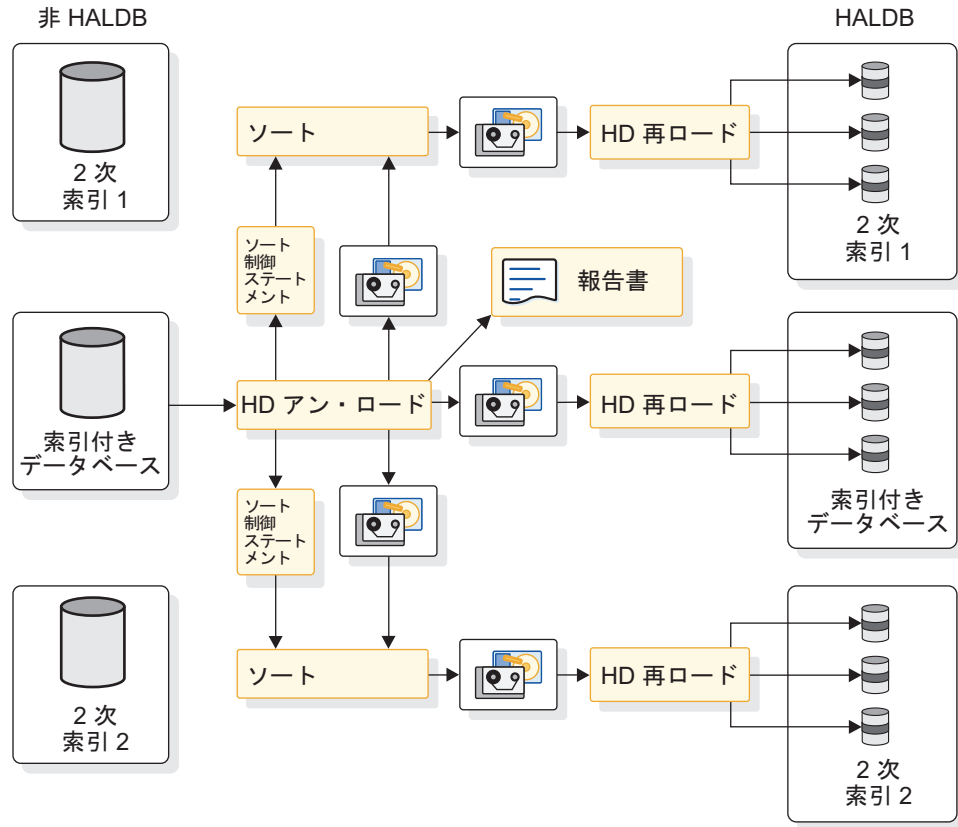 非 HALDB
HALDB
2 次
索引 1
ソート
HD 再ロード
2 次
索引 1
ソート
制御
ステート
メント
報告書
索引付き
データベース
HD アン・ロード
HD 再ロード
索引付き
データベース
ソート
制御
ステート
メント
2 次
索引 2
ソート
HD 再ロード
2 次
索引 2